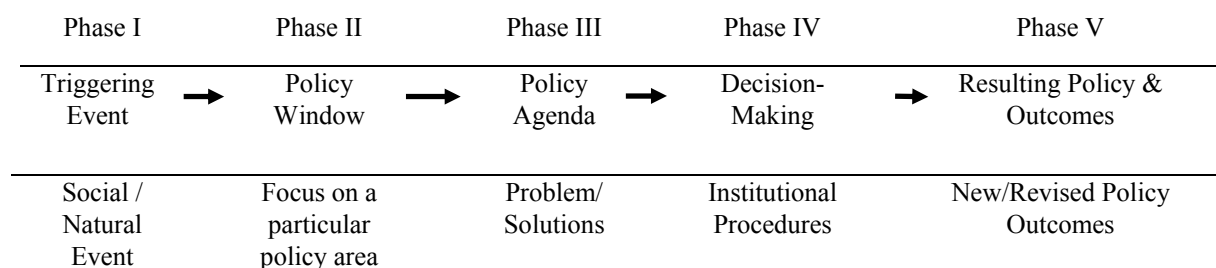 Phase I Phase II Phase III Phase IV Phase V
Triggering Policy Policy Decision- Resulting Policy &
Event Window Agenda Making Outcomes
Social / Focus on a Problem/ Institutional New/Revised Policy
Natural particular Solutions Procedures Outcomes
Event policy area